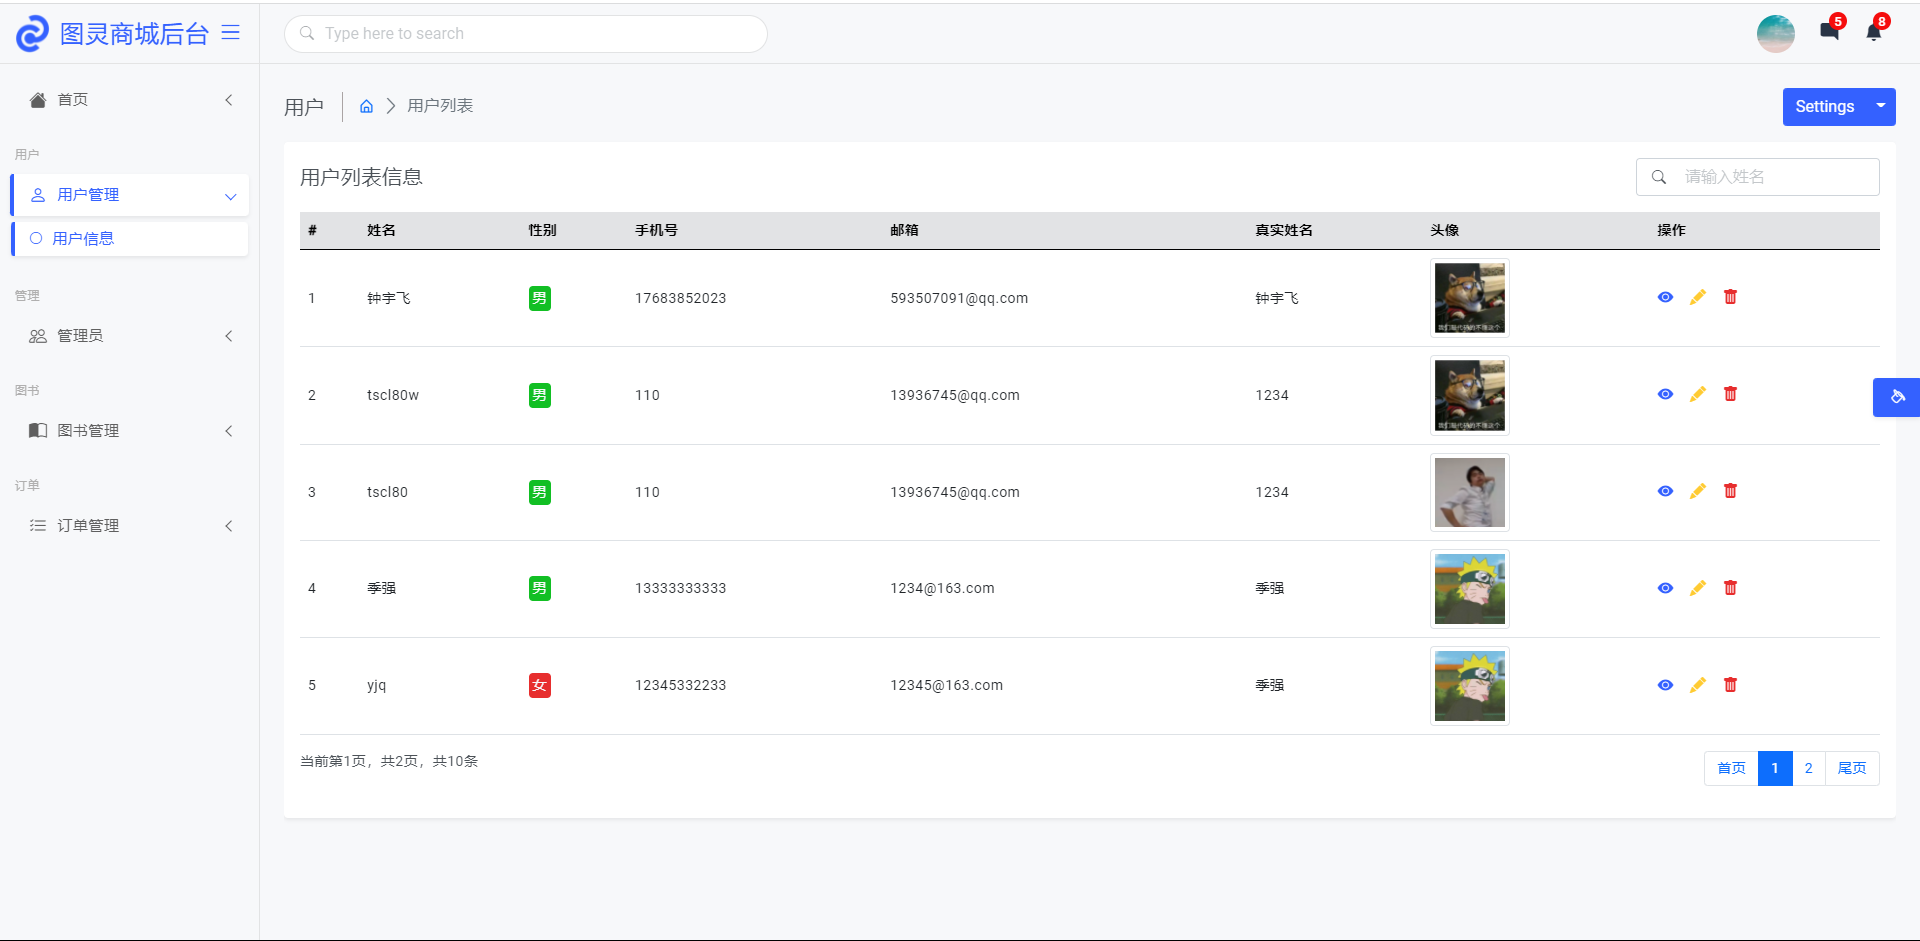 图灵商城后台
Type here to search
5
8
首页
用户
用户管理
用户信息
管理
管理员
图书
图书管理
订单
订单管理
用户
用户列表
Settings
用户列表信息
请输入姓名
# 姓名 性别 手机号 邮箱 真实姓名 头像 操作
1 钟宇飞 男 17683852023 593507091@qq.com 钟宇飞
2 tscl80w 男 110 13936745@qq.com 1234
3 tscl80 男 110 13936745@qq.com 1234
4 季强 男 13333333333 1234@163.com 季强
5 yjq 女 12345332233 12345@163.com 季强
当前第1页，共2页，共10条
首页 1 2 尾页